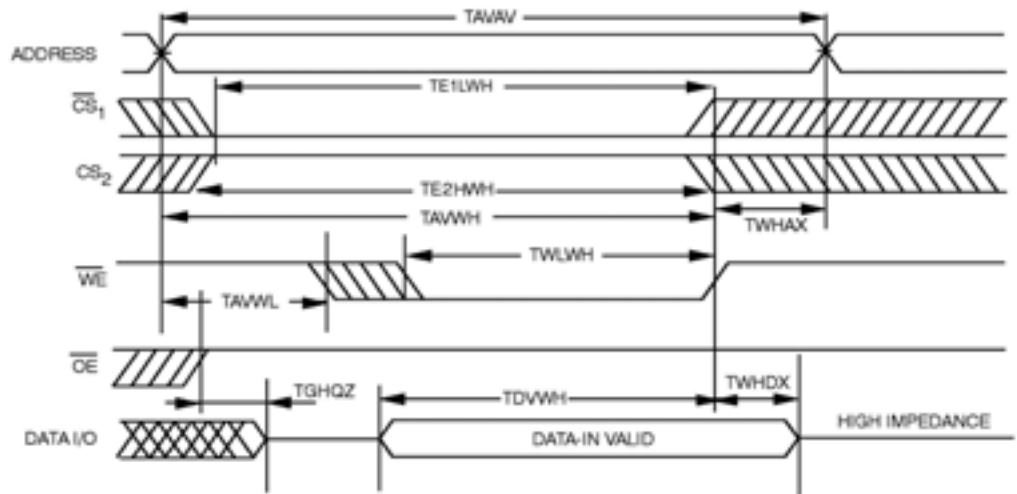 TAVAV
ADDRESS
TE1LWH
CS1
CS2
TE2HWH
TAVWH
TWHAX
TWLWH
WE
TAVWL
OE
TGHQZ
TWHDX
TDVWH
DATA I/O
DATA-IN VALID
HIGH IMPEDANCE